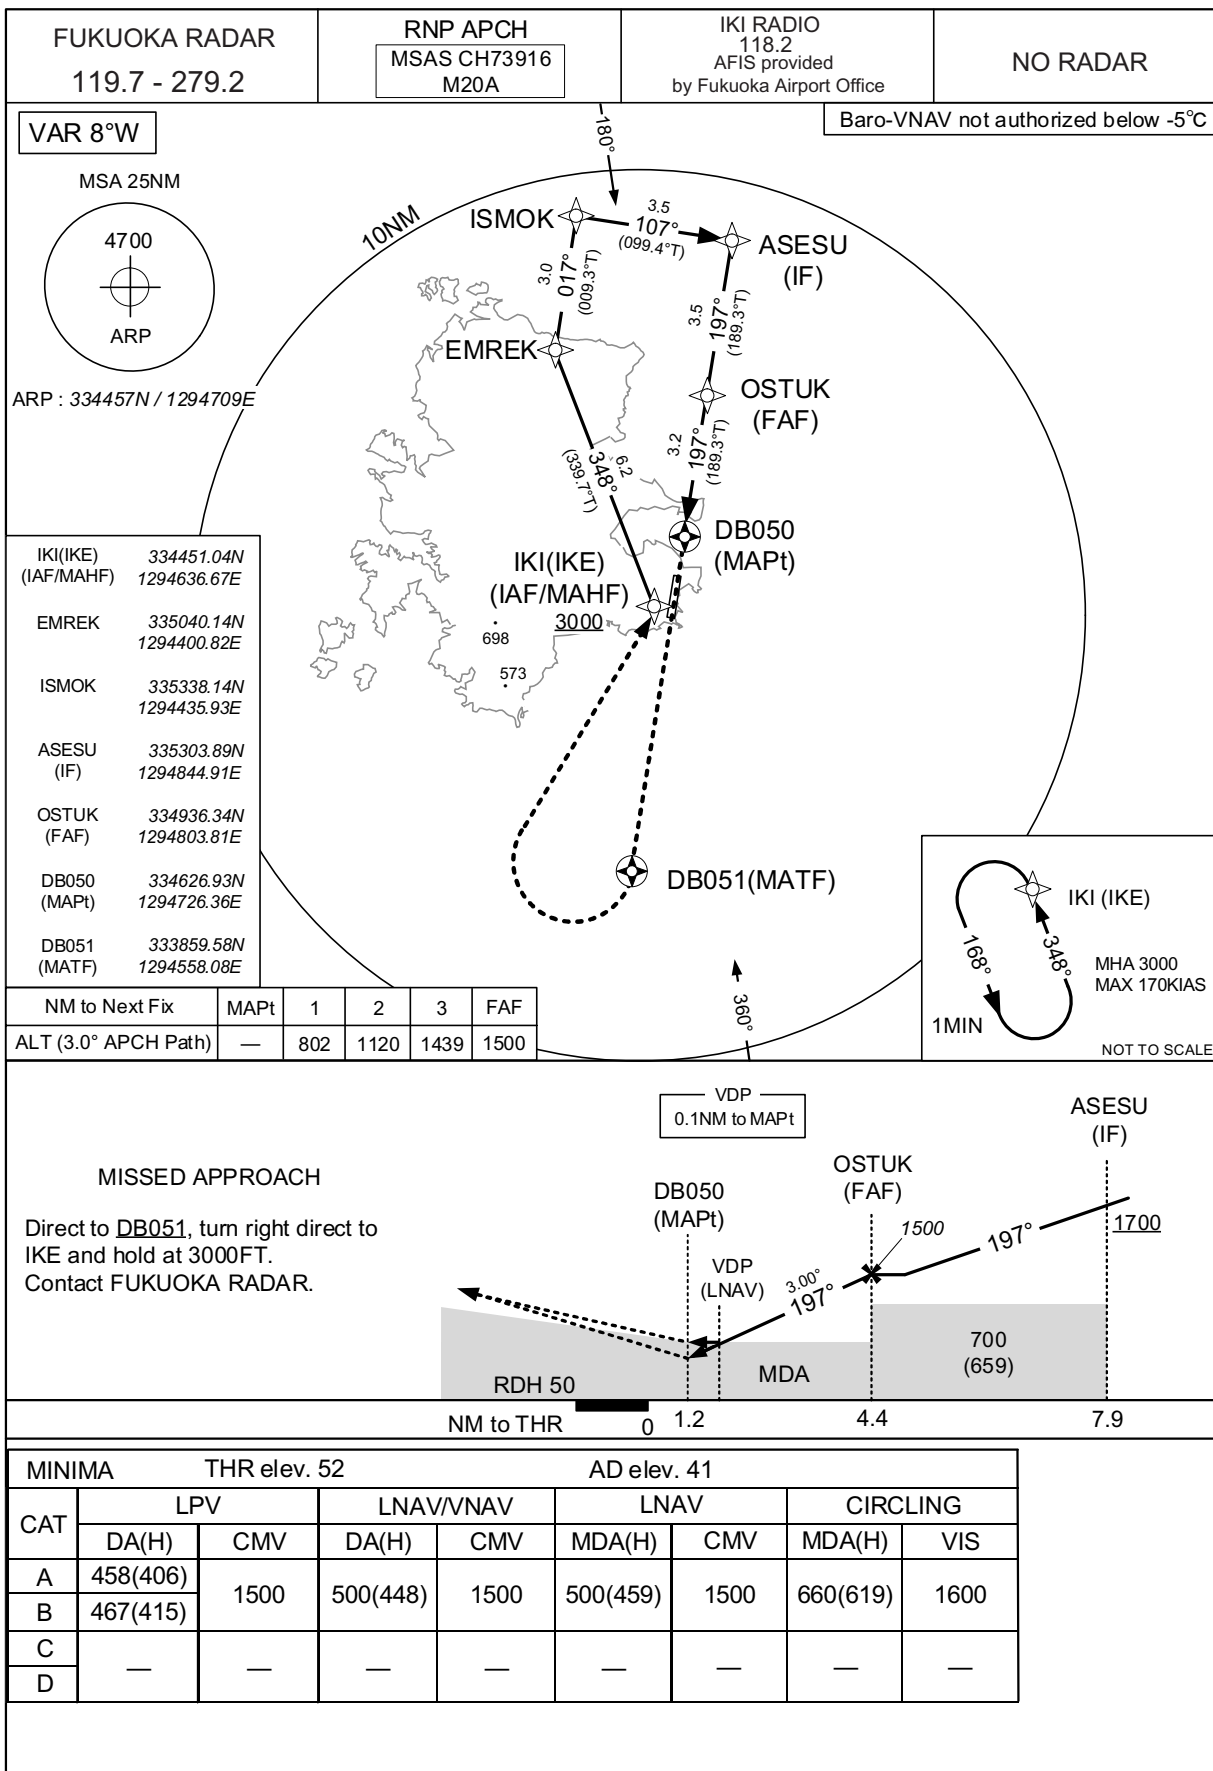 FUKUOKA RADAR
119.7 - 279.2
RNP APCH
MSAS CH73916
M20A
IKI RADIO
118.2
AFIS provided
by Fukuoka Airport Office
NO RADAR
Baro-VNAV not authorized below -5°C
VAR 8°W
MSA 25NM
4700
ARP
ARP : 334457N / 1294709E
10NM
180°
ISMOK
3.5
107°
(099.4°T)
ASESU
(IF)
3.0
017°
(009.3°T)
3.5
197°
(189.3°T)
EMREK
OSTUK
(FAF)
3.2
197°
(189.3°T)
6.2
348°
(339.7°T)
DB050
(MAPt)
IKI(IKE)
(IAF/MAHF)
3000
698
573
DB051(MATF)
360°
IKI(IKE) 334451.04N
(IAF/MAHF) 1294636.67E
EMREK 335040.14N
1294400.82E
ISMOK 335338.14N
1294435.93E
ASESU 335303.89N
(IF) 1294844.91E
OSTUK 334936.34N
(FAF) 1294803.81E
DB050 334626.93N
(MAPt) 1294726.36E
DB051 333859.58N
(MATF) 1294558.08E
IKI (IKE)
168°
348°
MHA 3000
MAX 170KIAS
1MIN
NOT TO SCALE
NM to Next Fix MAPt 1 2 3 FAF
ALT (3.0° APCH Path) — 802 1120 1439 1500
VDP
0.1NM to MAPt
ASESU
(IF)
MISSED APPROACH
Direct to DB051, turn right direct to
IKE and hold at 3000FT.
Contact FUKUOKA RADAR.
DB050
(MAPt)
OSTUK
(FAF)
1500
197°
1700
VDP
(LNAV)
3.00°
197°
700
(659)
MDA
RDH 50
NM to THR 0 1.2 4.4 7.9
MINIMA THR elev. 52 AD elev. 41
CAT LPV LNAV/VNAV LNAV CIRCLING
DA(H) CMV DA(H) CMV MDA(H) CMV MDA(H) VIS
A 458(406) 1500 500(448) 1500 500(459) 1500 660(619) 1600
B 467(415)
C — — — — — — — —
D